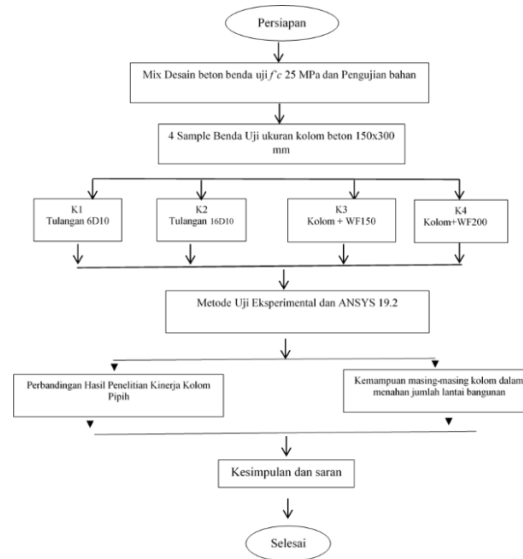 Persiapan
Mix Desain beton benda uji f'c 25 MPa dan Pengujian bahan
4 Sample Benda Uji ukuran kolom beton 150x300
mm
K1
Tulangan 6D10
K2
Tulangan 16D10
K3
Kolom + WF150
K4
Kolom+WF200
Metode Uji Eksperimental dan ANSYS 19.2
Perbandingan Hasil Penelitian Kinerja Kolom
Pipih
Kemampuan masing-masing kolom dalam
menahan jumlah lantai bangunan
Kesimpulan dan saran
Selesai